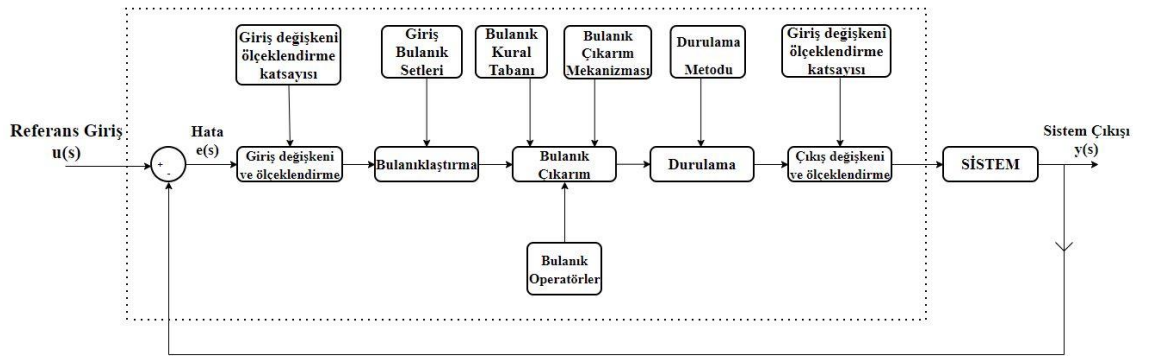 Giriş değişkeni
ölçeklendirme
katsayısı
Giriş
Bulanık
Setleri
Bulanık
Kural
Tabanı
Bulanık
Çıkarım
Mekanizması
Durulama
Metodu
Giriş değişkeni
ölçeklendirme
katsayısı
Referans Giriş
u(s)
+
-
Hata
e(s)
Giriş değişkeni
ve ölçeklendirme
Bulanıklaştırma
Bulanık
Çıkarım
Durulama
Çıkış değişkeni
ve ölçeklendirme
SİSTEM
Sistem Çıkışı
y(s)
Bulanık
Operatörler